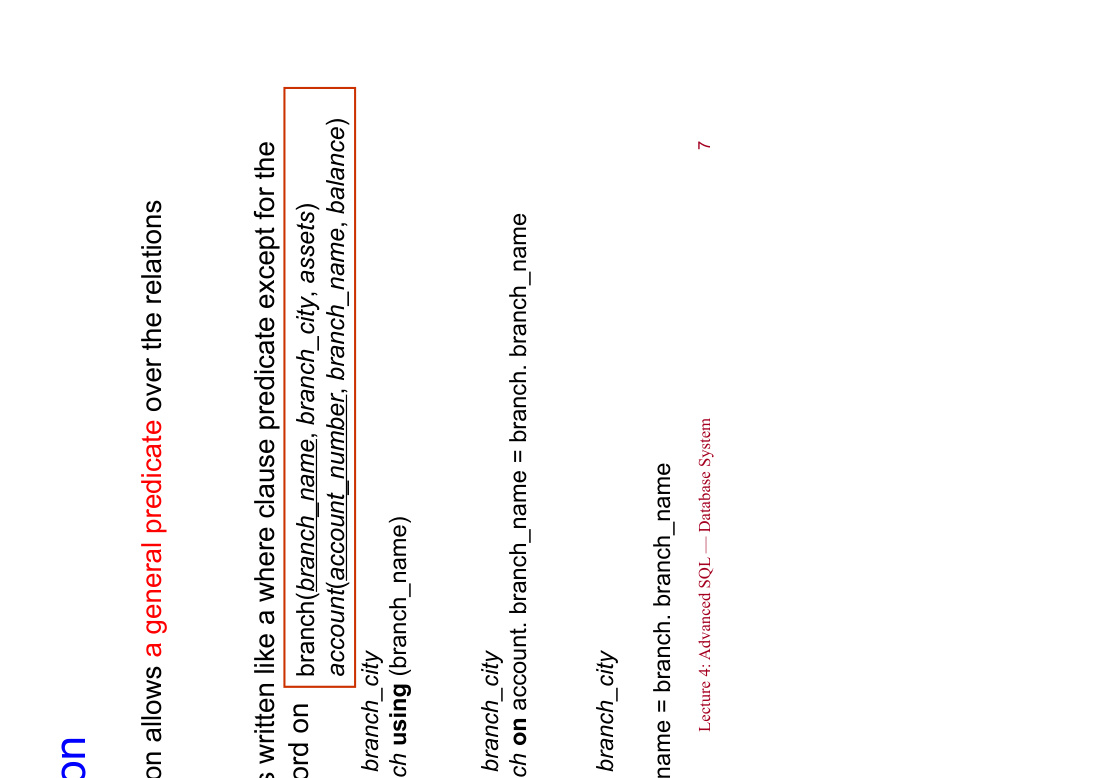 on
on allows a general predicate over the relations
s written like a where clause predicate except for the
ord on
branch(branch_name, branch_city, assets)
account(account_number, branch_name, balance)
branch_city
ch using (branch_name)
branch_city
ch on account. branch_name = branch. branch_name
branch_city
name = branch. branch_name
Lecture 4: Advanced SQL — Database System 7